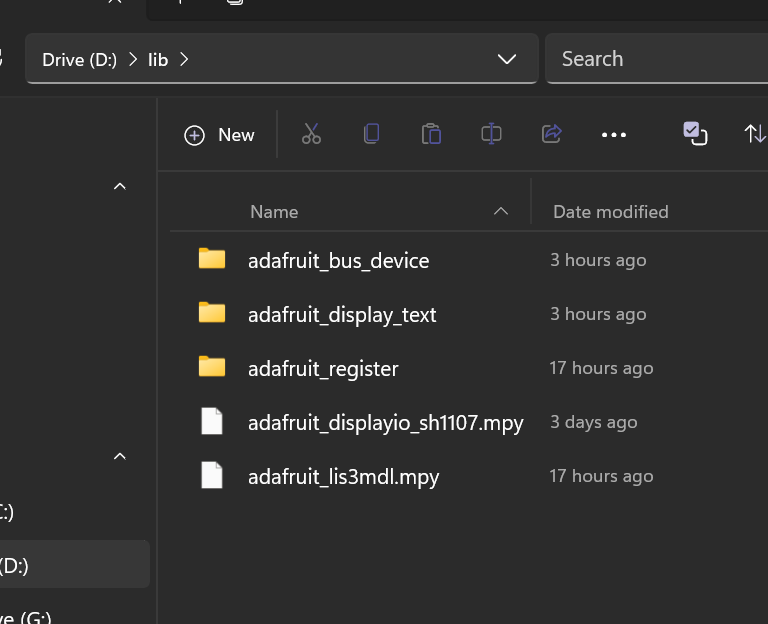 Drive (D:) lib
Search
New
Name
Date modified
adafruit_bus_device
3 hours ago
adafruit_display_text
3 hours ago
adafruit_register
17 hours ago
adafruit_displayio_sh1107.mpy
3 days ago
adafruit_lis3mdl.mpy
17 hours ago
:)
(D:)
ve (G:)